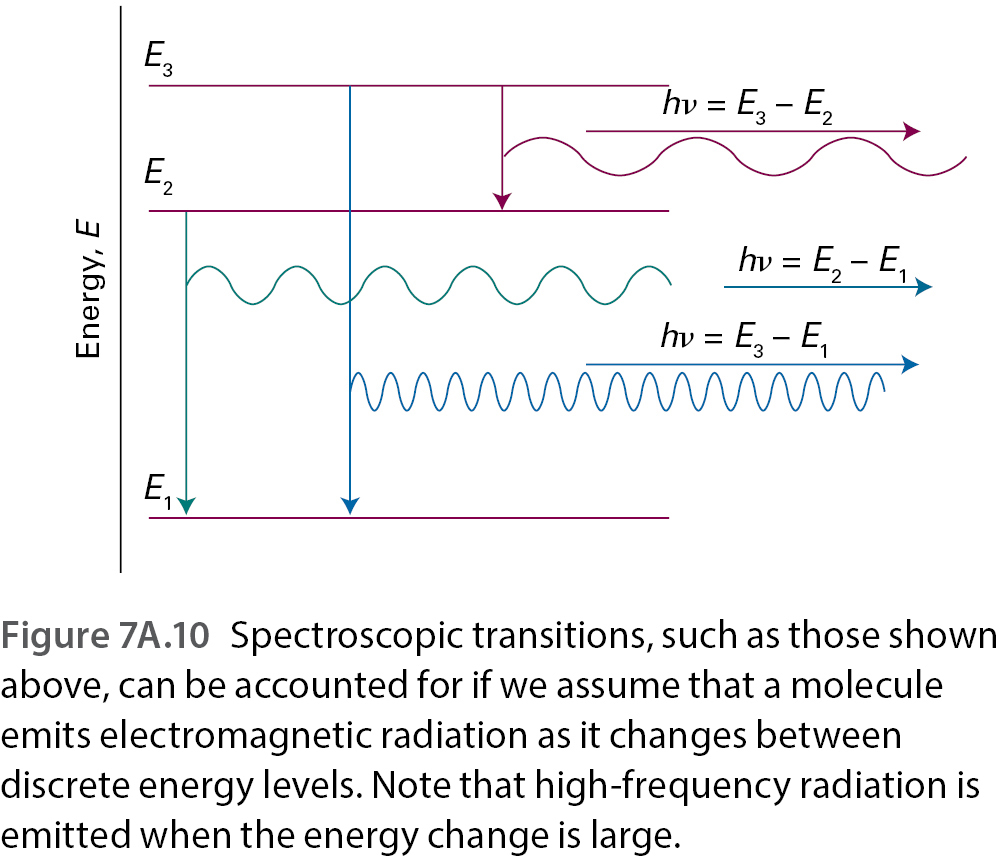 E₃
hν = E₃ – E₂
E₂
Energy, E
hν = E₂ – E₁
hν = E₃ – E₁
E₁
Figure 7A.10 Spectroscopic transitions, such as those shown
above, can be accounted for if we assume that a molecule
emits electromagnetic radiation as it changes between
discrete energy levels. Note that high-frequency radiation is
emitted when the energy change is large.